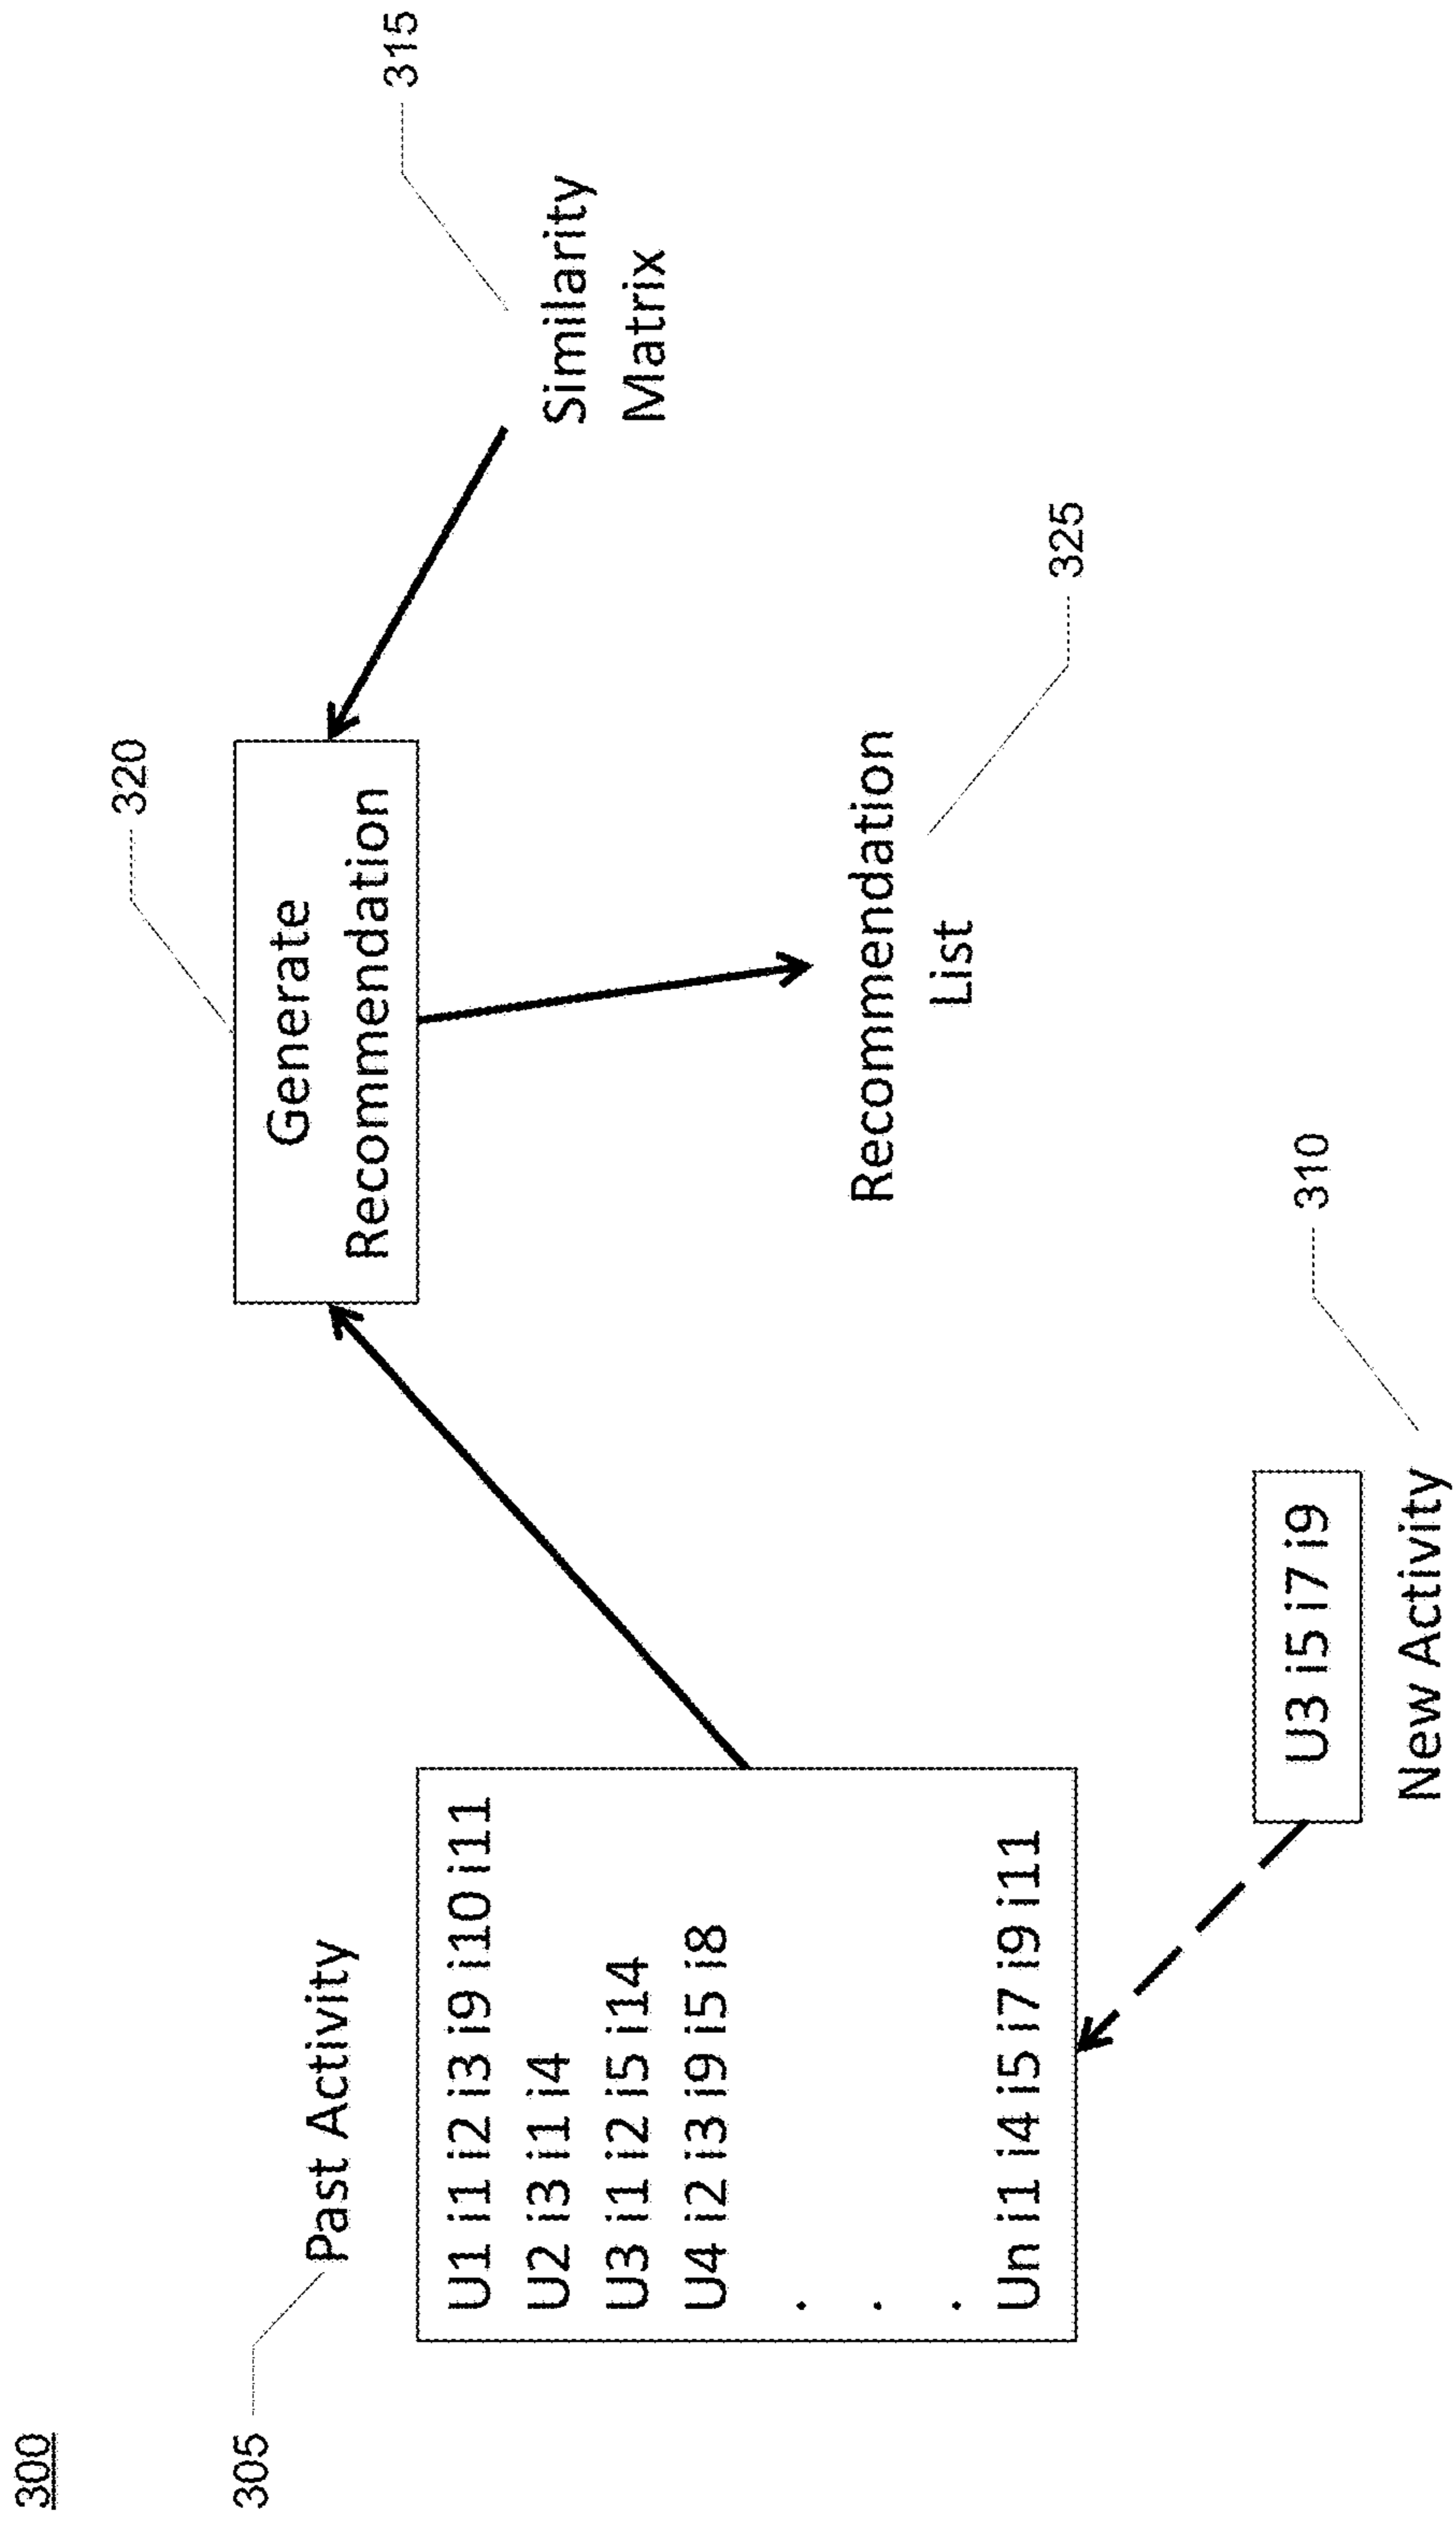 300
305
Past Activity
U1 i1 i2 i3 i9 i10 i11
U2 i3 i1 i4
U3 i1 i2 i5 i14
U4 i2 i3 i9 i5 i8
.
.
.
Un i1 i4 i5 i7 i9 i11
U3 i5 i7 i9
New Activity
310
320
Generate
Recommendation
Recommendation
List
325
315
Similarity
Matrix